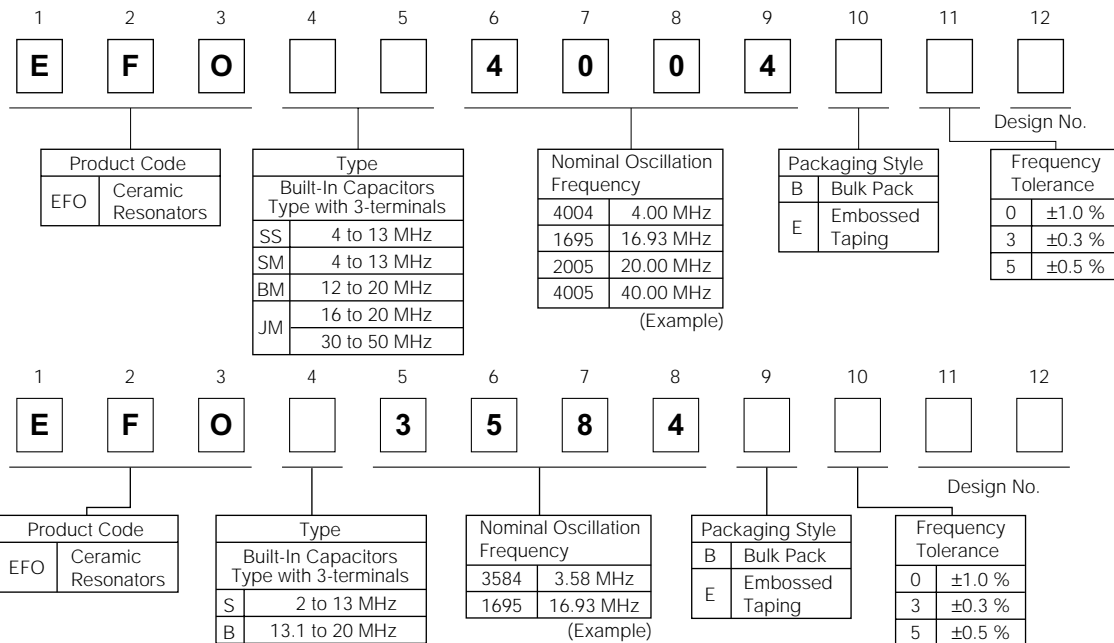 1 2 3 4 5 6 7 8 9 10 11 12
E F O 4 0 0 4
Design No.
Product Code
EFO Ceramic Resonators
Type
Built-In Capacitors
Type with 3-terminals
SS 4 to 13 MHz
SM 4 to 13 MHz
BM 12 to 20 MHz
JM 16 to 20 MHz
30 to 50 MHz
Nominal Oscillation
Frequency
4004 4.00 MHz
1695 16.93 MHz
2005 20.00 MHz
4005 40.00 MHz
(Example)
Packaging Style
B Bulk Pack
E Embossed Taping
Frequency
Tolerance
0 ±1.0 %
3 ±0.3 %
5 ±0.5 %
1 2 3 4 5 6 7 8 9 10 11 12
E F O 3 5 8 4
Design No.
Product Code
EFO Ceramic Resonators
Type
Built-In Capacitors
Type with 3-terminals
S 2 to 13 MHz
B 13.1 to 20 MHz
Nominal Oscillation
Frequency
3584 3.58 MHz
1695 16.93 MHz
(Example)
Packaging Style
B Bulk Pack
E Embossed Taping
Frequency
Tolerance
0 ±1.0 %
3 ±0.3 %
5 ±0.5 %